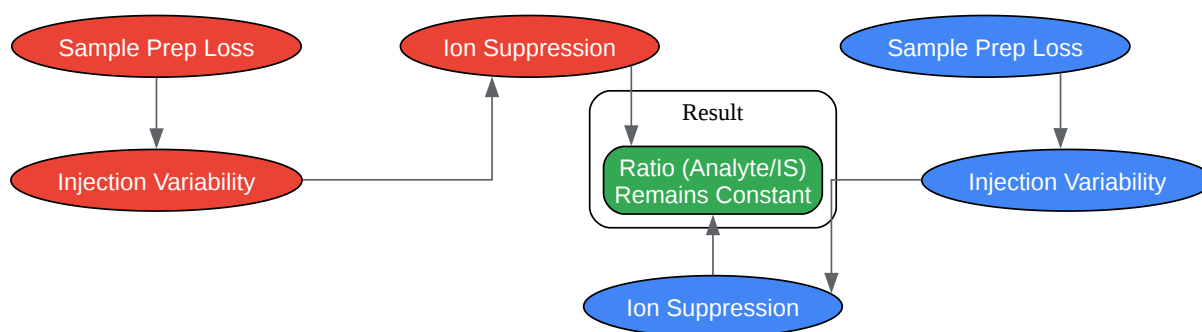 Sample Prep Loss
Ion Suppression
Sample Prep Loss
Result
Ratio (Analyte/IS)
Remains Constant
Injection Variability
Injection Variability
Ion Suppression